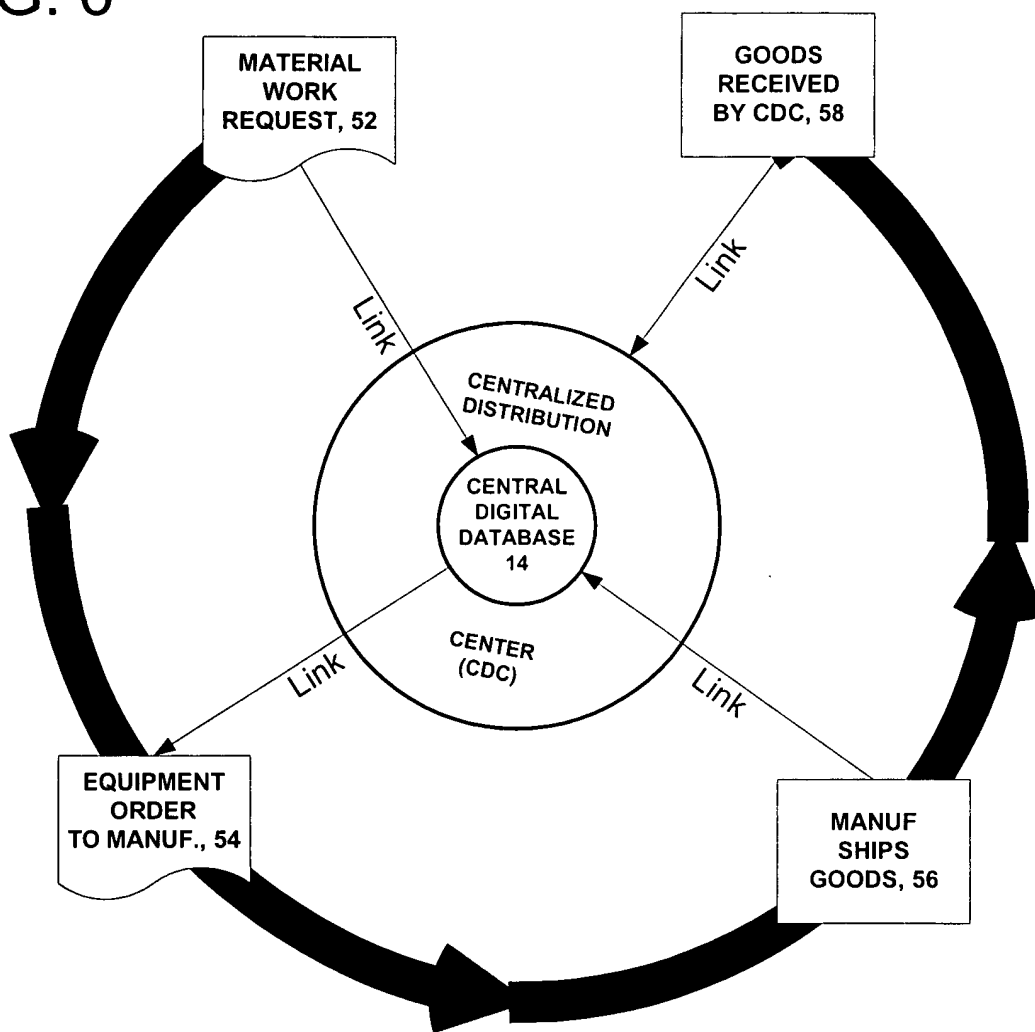 MATERIAL
WORK
REQUEST, 52
GOODS
RECEIVED
BY CDC, 58
Link
Link
CENTRALIZED
DISTRIBUTION
CENTRAL
DIGITAL
DATABASE
14
CENTER
(CDC)
Link
Link
EQUIPMENT
ORDER
TO MANUF., 54
MANUF
SHIPS
GOODS, 56